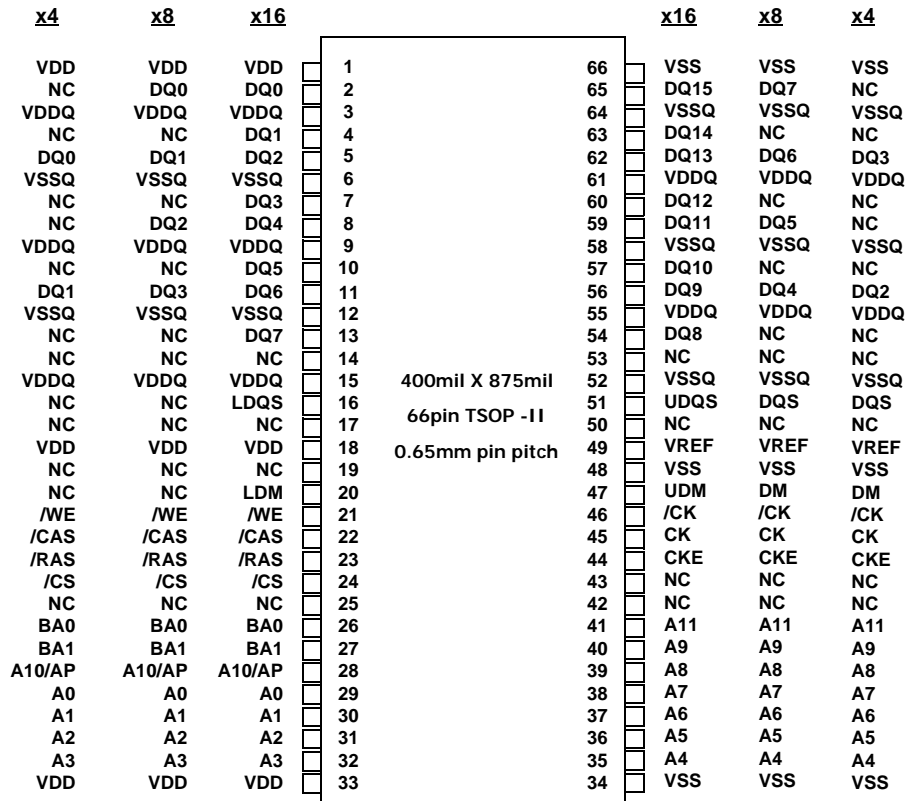 x4 x8 x16 x16 x8 x4
VDD VDD VDD 1 66 VSS VSS VSS
NC DQ0 DQ0 2 65 DQ15 DQ7 NC
VDDQ VDDQ VDDQ 3 64 VSSQ VSSQ VSSQ
NC NC DQ1 4 63 DQ14 NC NC
DQ0 DQ1 DQ2 5 62 DQ13 DQ6 DQ3
VSSQ VSSQ VSSQ 6 61 VDDQ VDDQ VDDQ
NC NC DQ3 7 60 DQ12 NC NC
NC DQ2 DQ4 8 59 DQ11 DQ5 NC
VDDQ VDDQ VDDQ 9 58 VSSQ VSSQ VSSQ
NC NC DQ5 10 57 DQ10 NC NC
DQ1 DQ3 DQ6 11 56 DQ9 DQ4 DQ2
VSSQ VSSQ VSSQ 12 55 VDDQ VDDQ VDDQ
NC NC DQ7 13 54 DQ8 NC NC
NC NC NC 14 53 NC NC NC
VDDQ VDDQ VDDQ 15 400mil X 875mil 52 VSSQ VSSQ VSSQ
NC NC LDQS 16 66pin TSOP -II 51 UDQS DQS DQS
NC NC NC 17 50 NC NC NC
VDD VDD VDD 18 0.65mm pin pitch 49 VREF VREF VREF
NC NC NC 19 48 VSS VSS VSS
NC NC LDM 20 47 UDM DM DM
/WE /WE /WE 21 46 /CK /CK /CK
/CAS /CAS /CAS 22 45 CK CK CK
/RAS /RAS /RAS 23 44 CKE CKE CKE
/CS /CS /CS 24 43 NC NC NC
NC NC NC 25 42 NC NC NC
BA0 BA0 BA0 26 41 A11 A11 A11
BA1 BA1 BA1 27 40 A9 A9 A9
A10/AP A10/AP A10/AP 28 39 A8 A8 A8
A0 A0 A0 29 38 A7 A7 A7
A1 A1 A1 30 37 A6 A6 A6
A2 A2 A2 31 36 A5 A5 A5
A3 A3 A3 32 35 A4 A4 A4
VDD VDD VDD 33 34 VSS VSS VSS